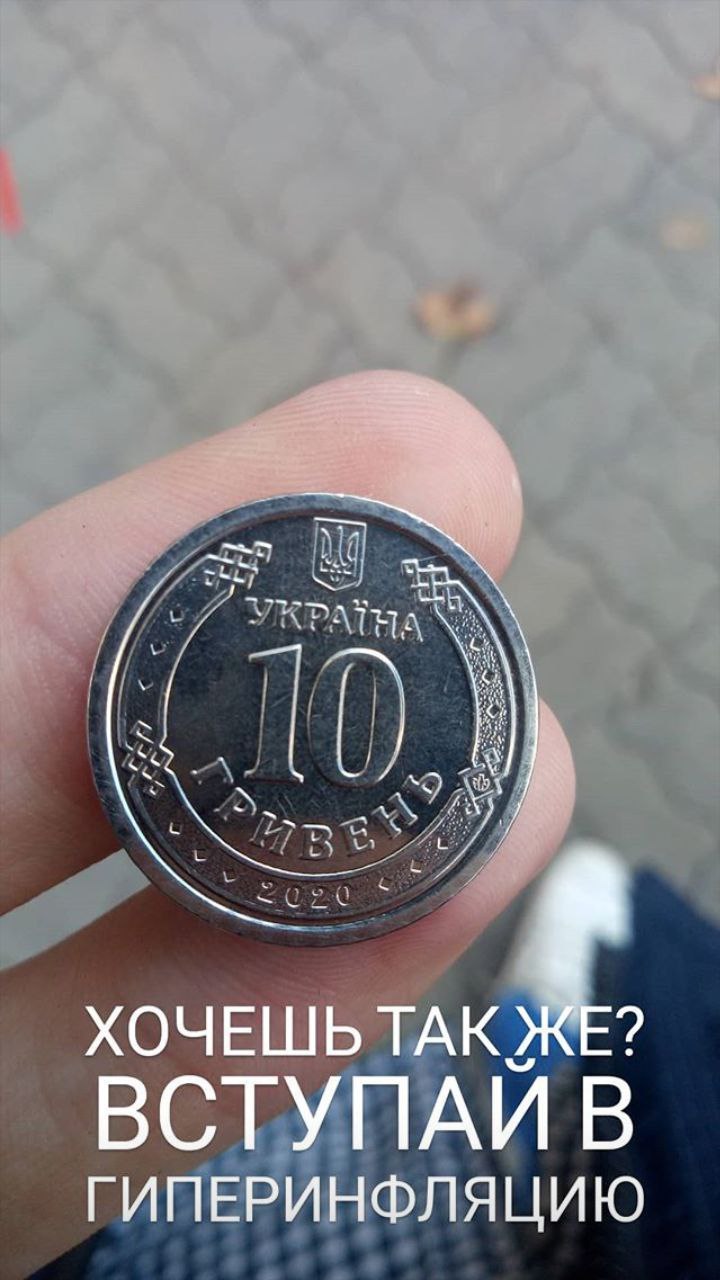 УКРАЇНА
10
ГРИВЕНЬ
2020
ХОЧЕШЬ ТАК ЖЕ?
ВСТУПАЙ В
ГИПЕРИНФЛЯЦИЮ